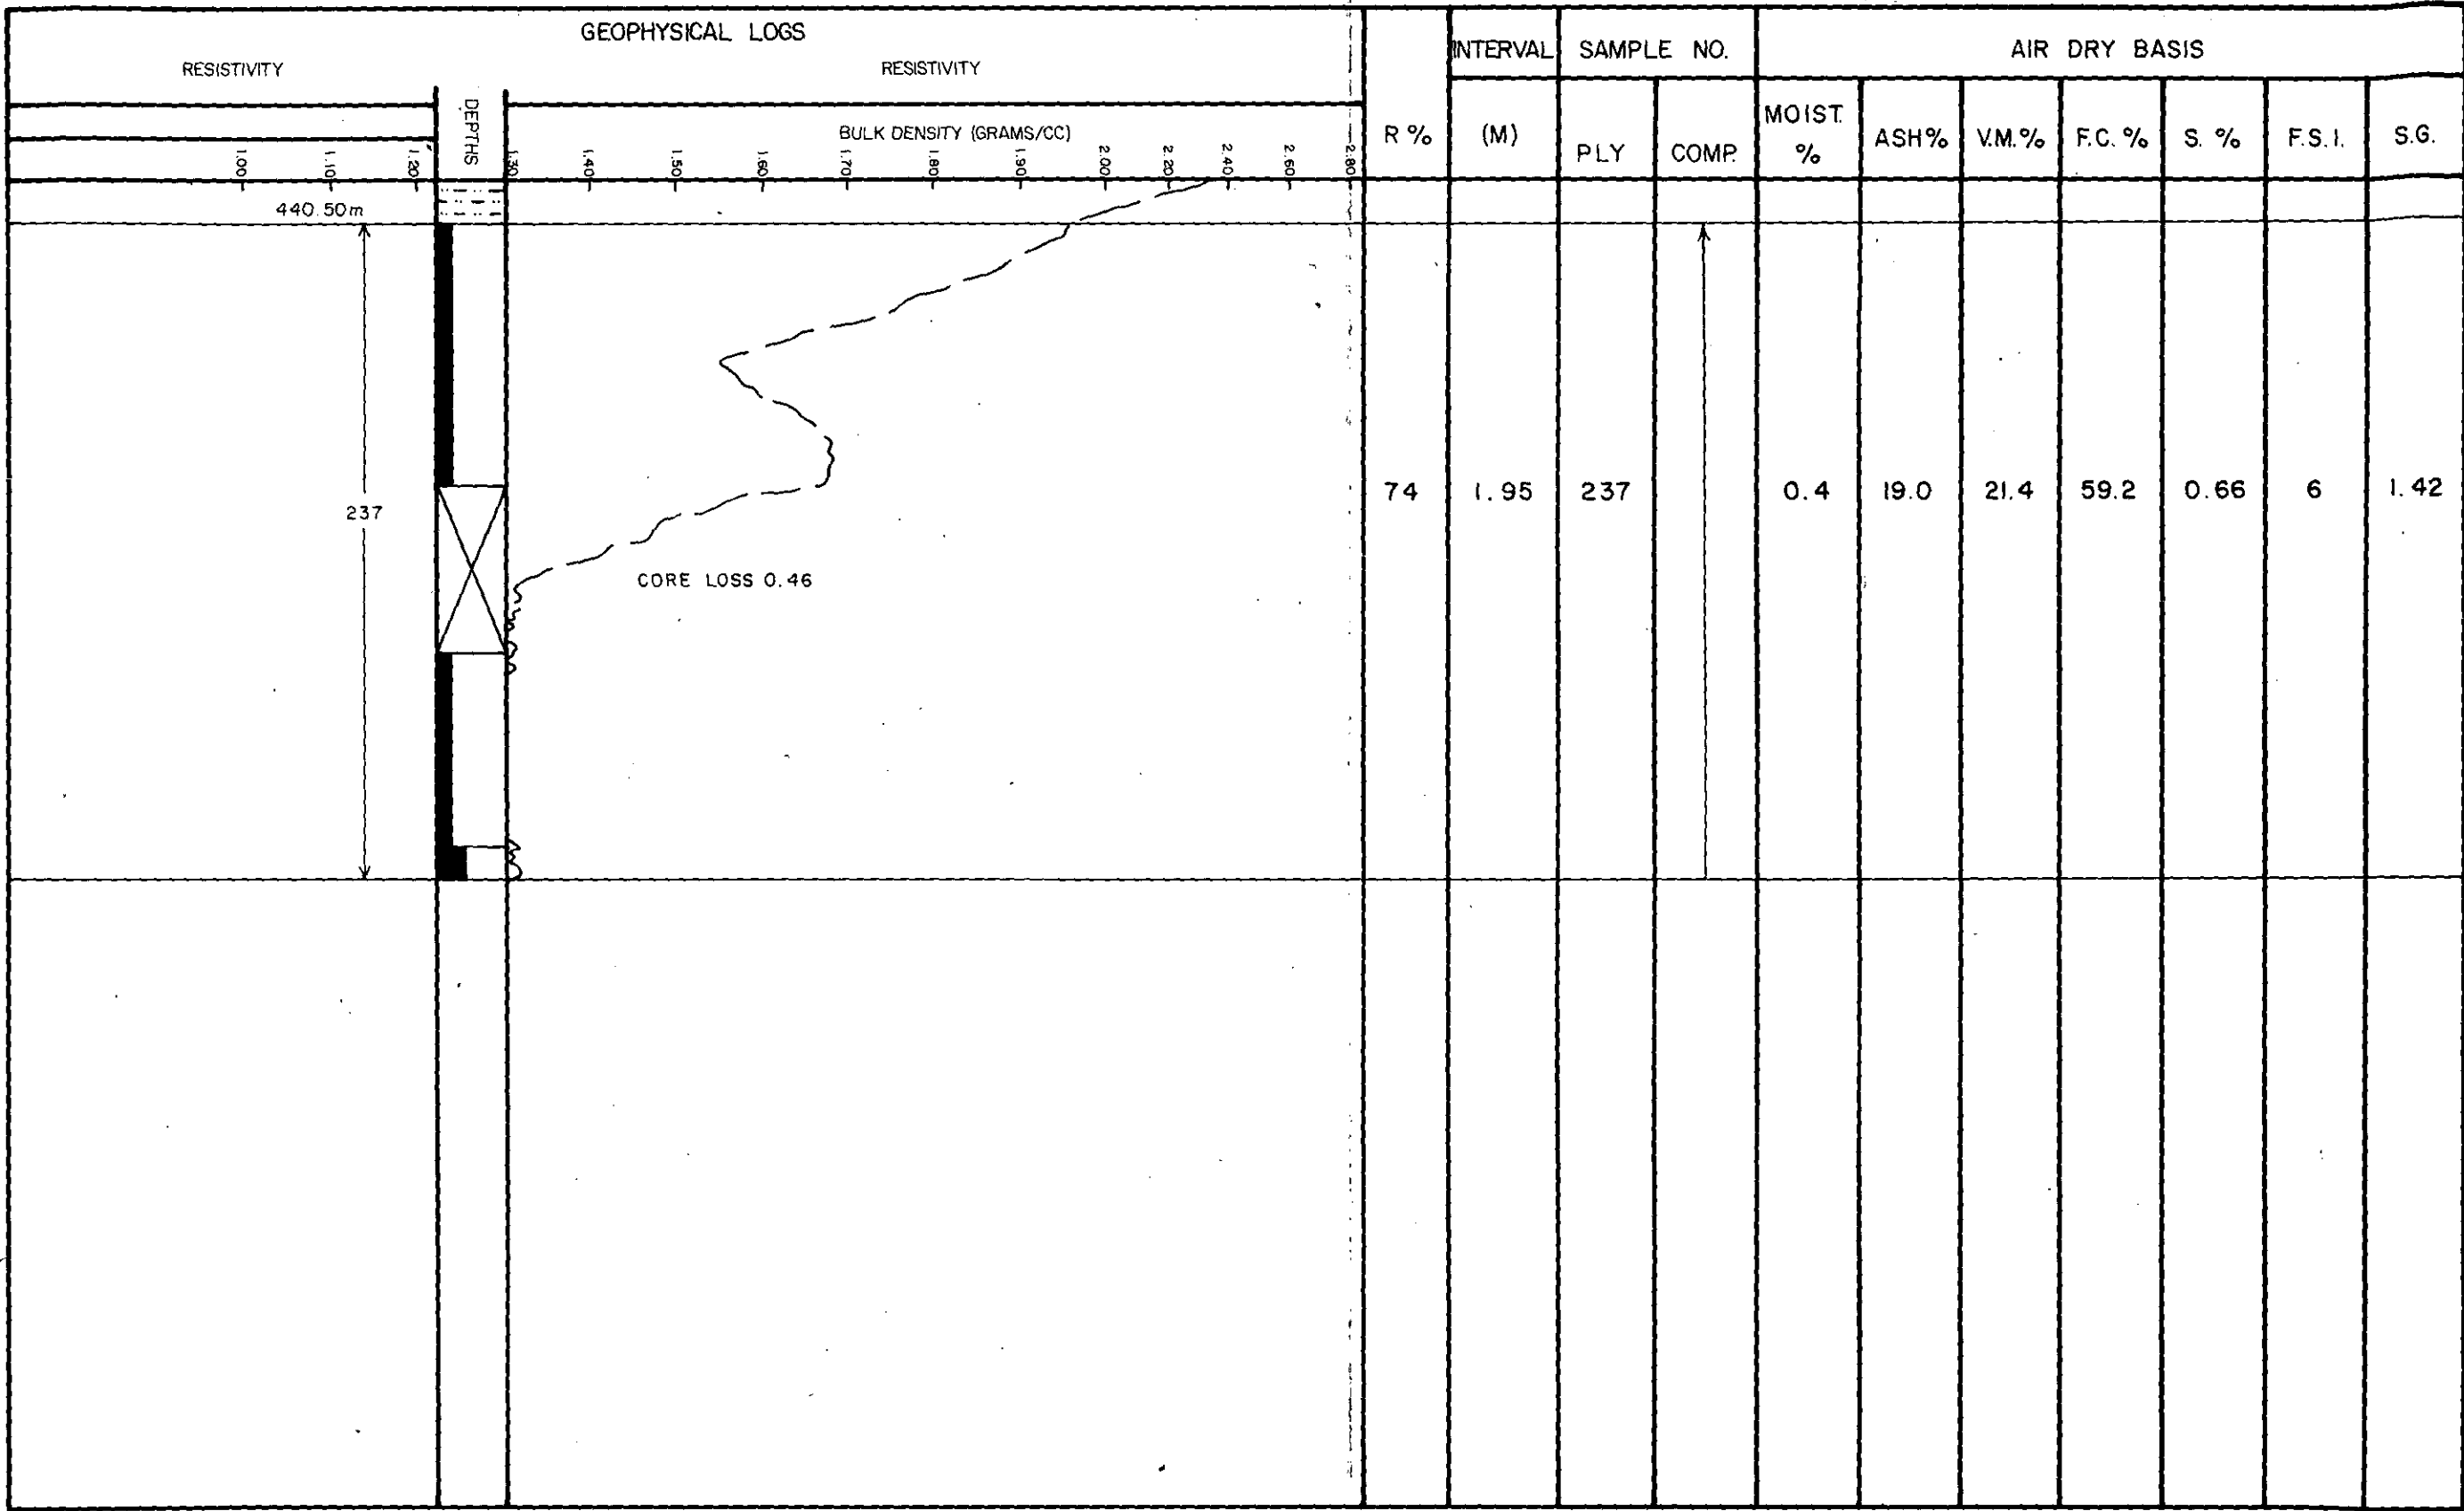 GEOPHYSICAL LOGS
RESISTIVITY
RESISTIVITY
DEPTHS
BULK DENSITY (GRAMS/CC)
1.00 1.10 1.20 1.30 1.40 1.50 1.60 1.70 1.80 1.90 2.00 2.20 2.40 2.60 2.80
R %
INTERVAL
(M)
SAMPLE NO.
PLY
COMP.
AIR DRY BASIS
MOIST.
%
ASH%
V.M.%
F.C. %
S. %
F.S.I.
S.G.
440.50m
237
CORE LOSS 0.46
74 1.95 237 0.4 19.0 21.4 59.2 0.66 6 1.42